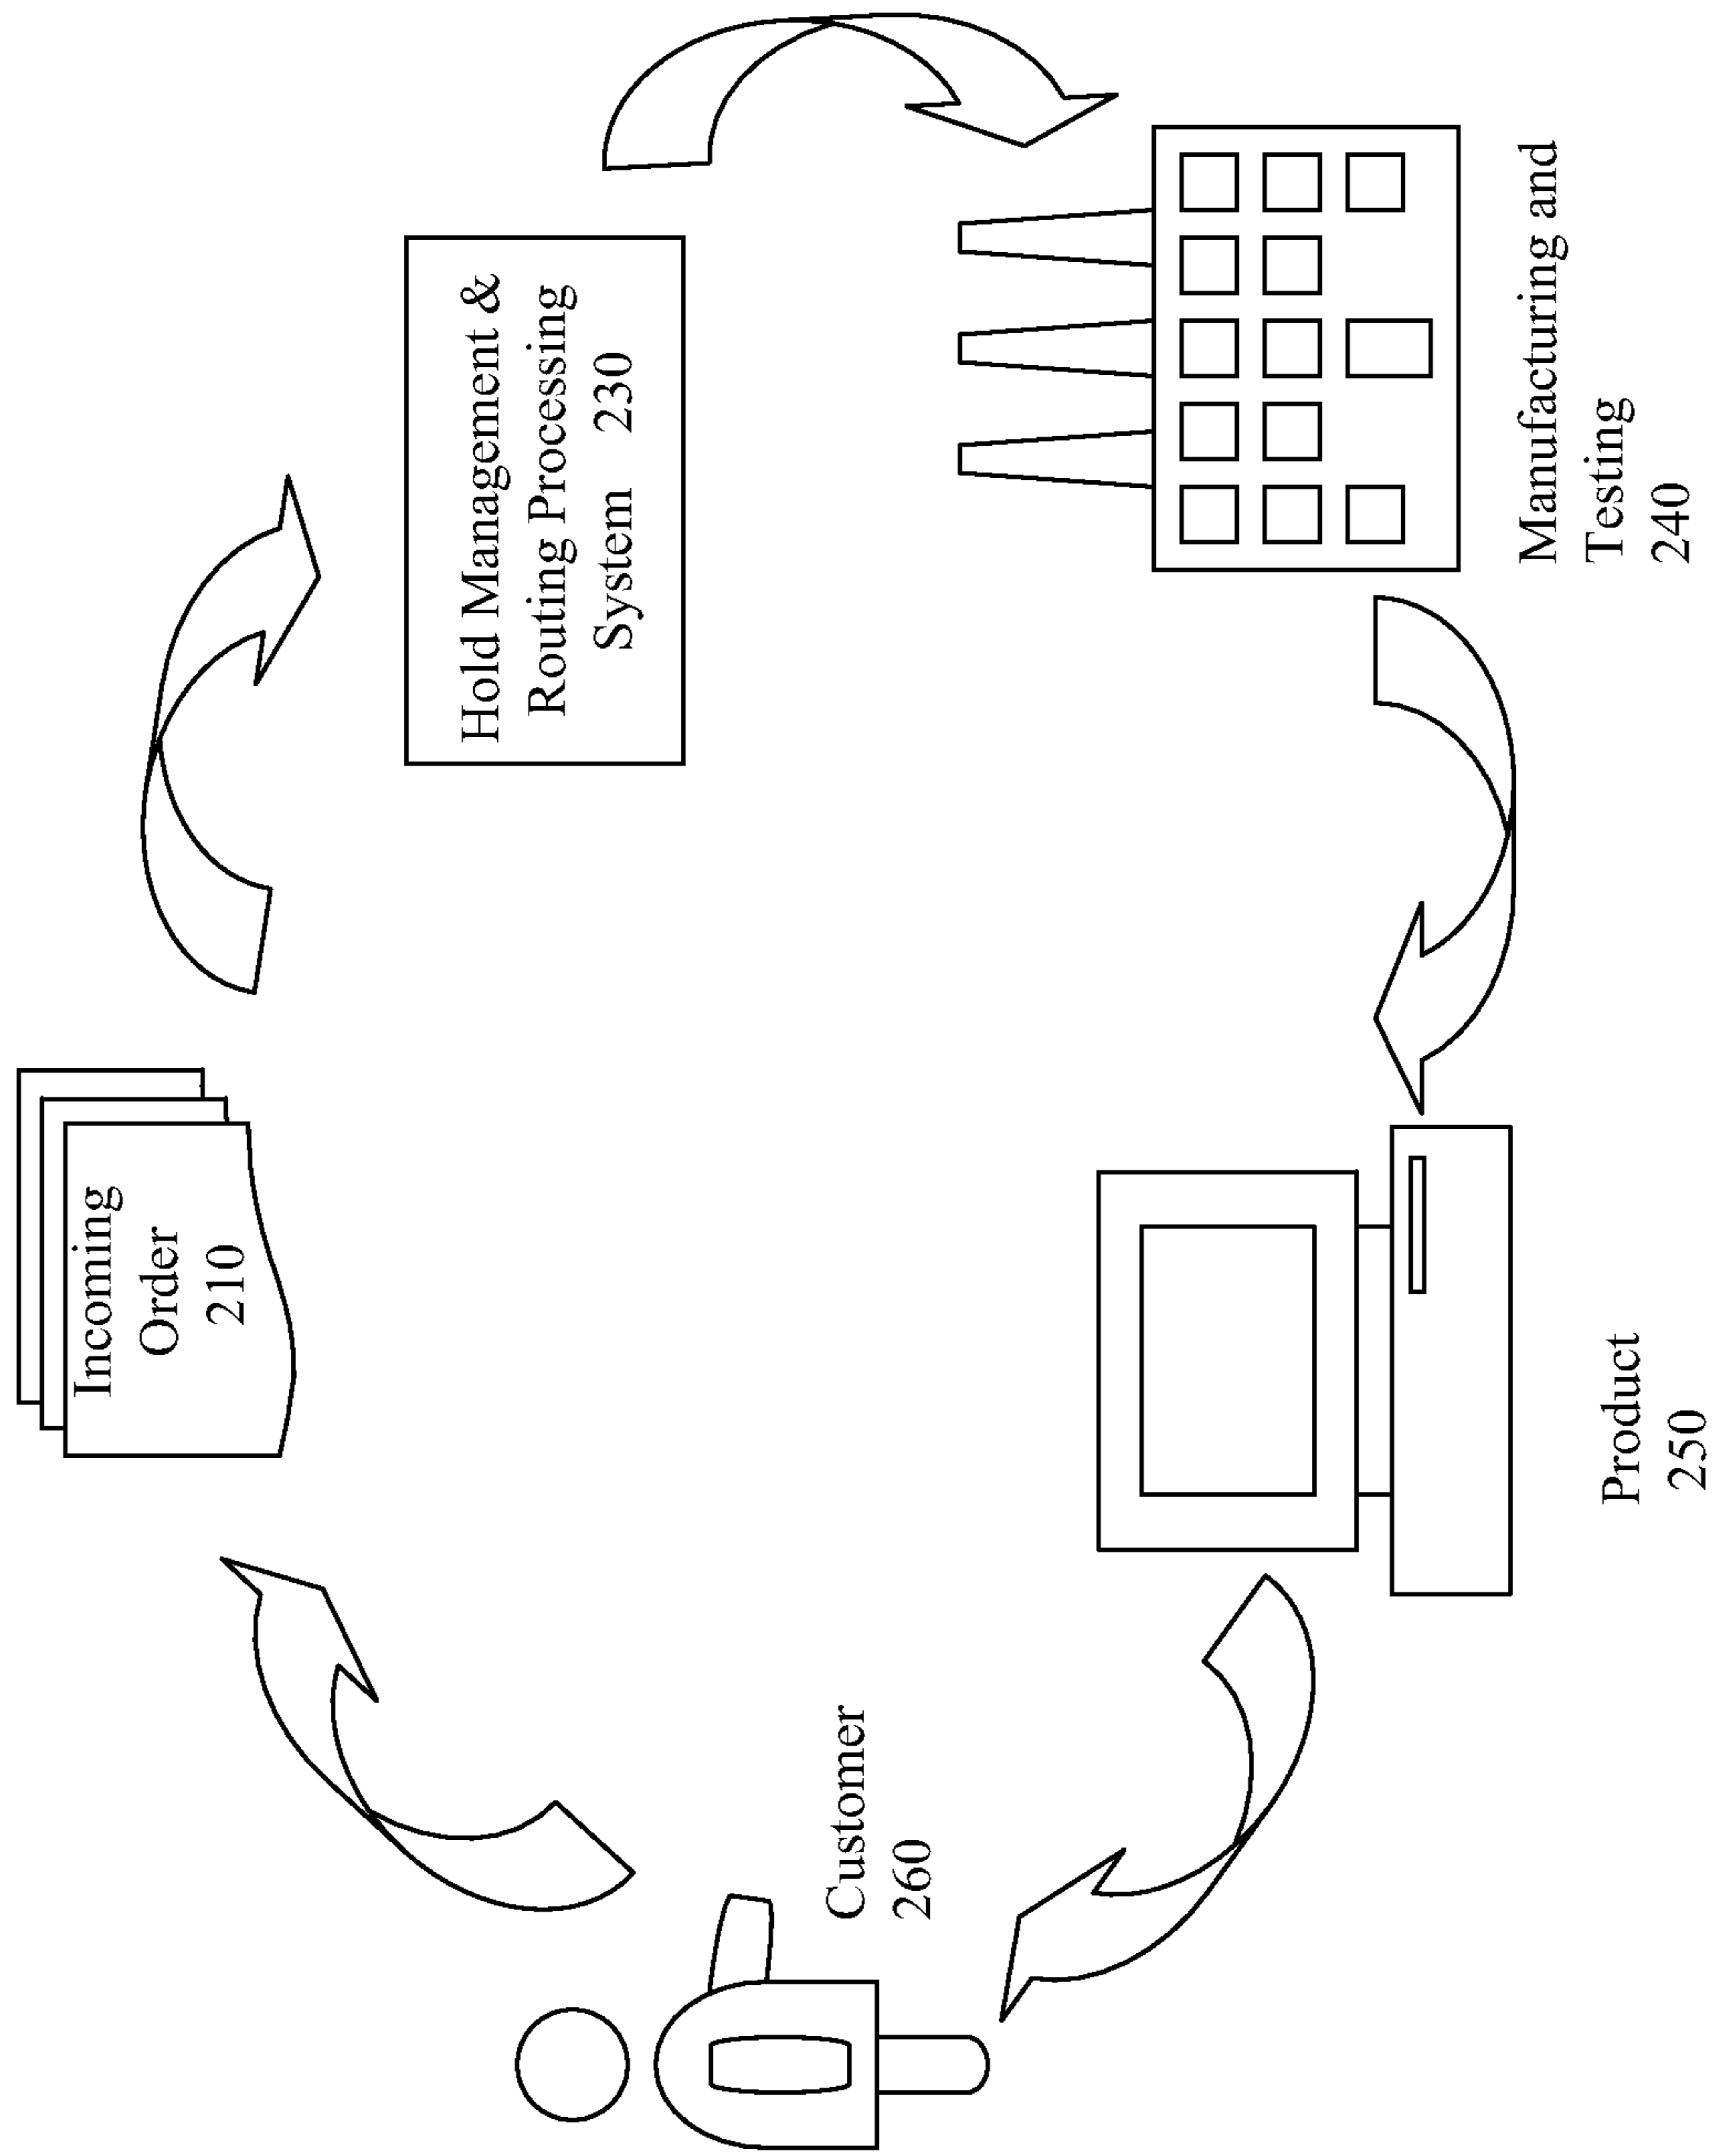 Incoming
Order
210
Hold Management &
Routing Processing
System 230
Customer
260
Product
250
Manufacturing and
Testing
240